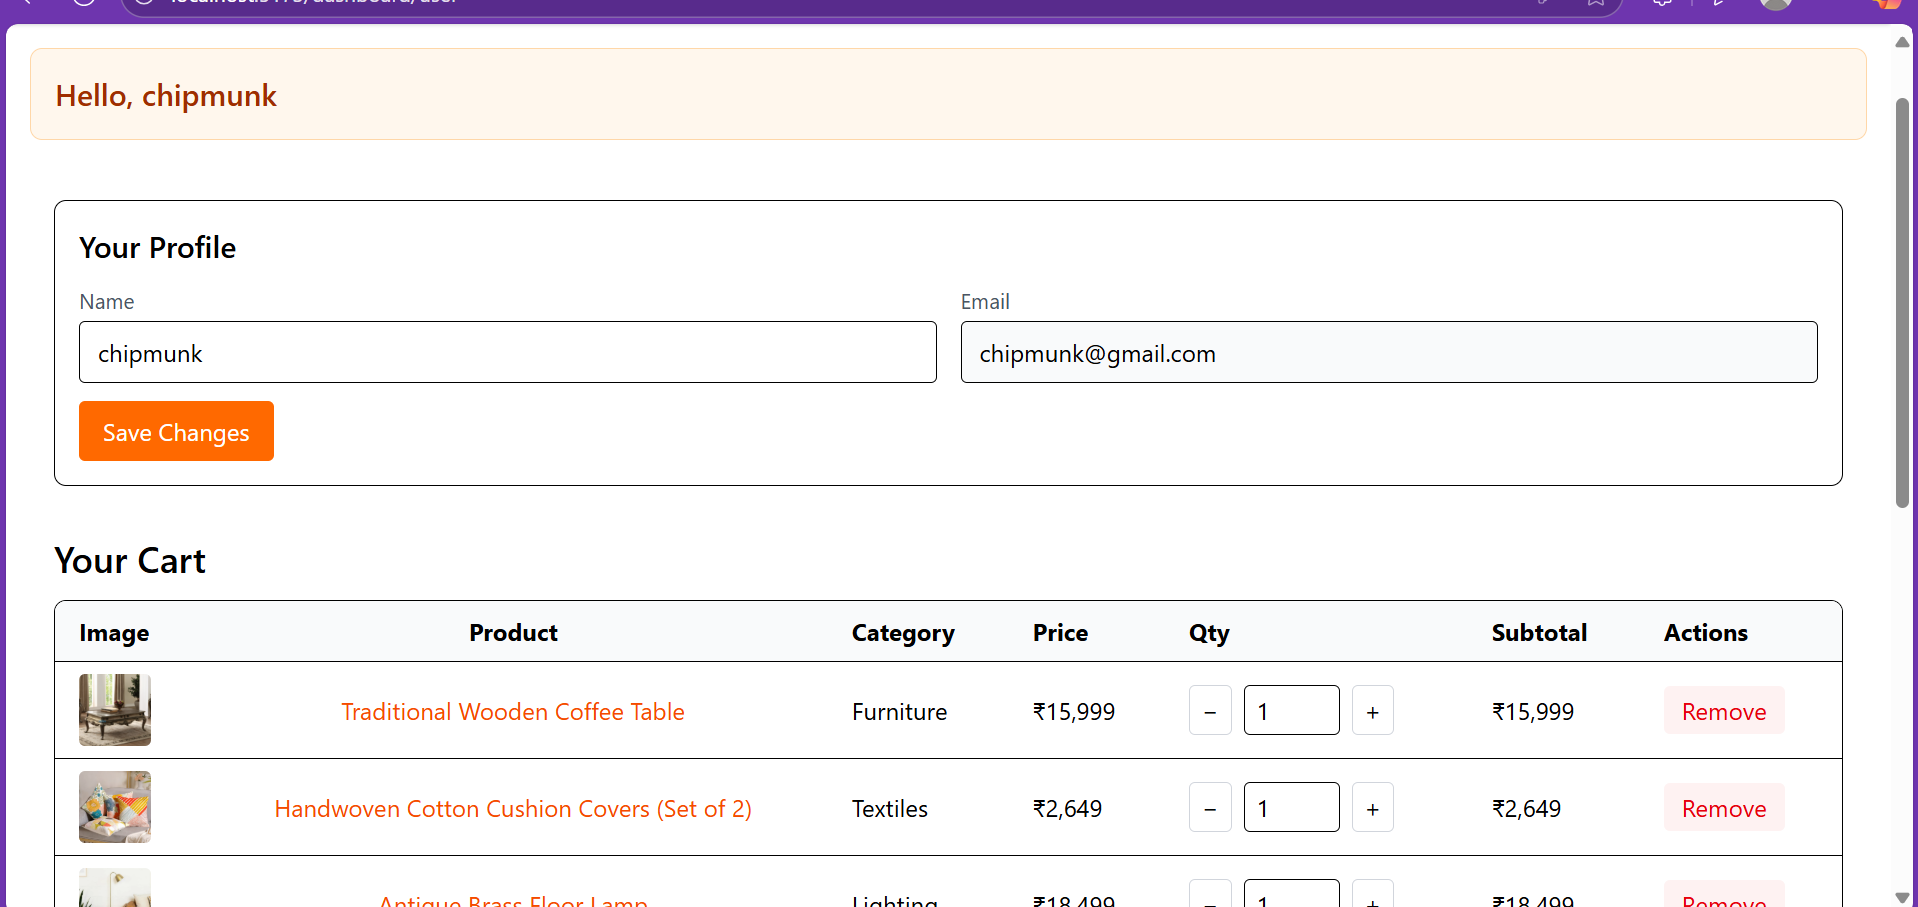 Hello, chipmunk
Your Profile
Name Email
chipmunk chipmunk@gmail.com
Save Changes
Your Cart
Image Product Category Price Qty Subtotal Actions
Traditional Wooden Coffee Table Furniture ₹15,999 − 1 + ₹15,999 Remove
Handwoven Cotton Cushion Covers (Set of 2) Textiles ₹2,649 − 1 + ₹2,649 Remove
Antique Brass Floor Lamp Lighting ₹18,499 − 1 + ₹18,499 Remove